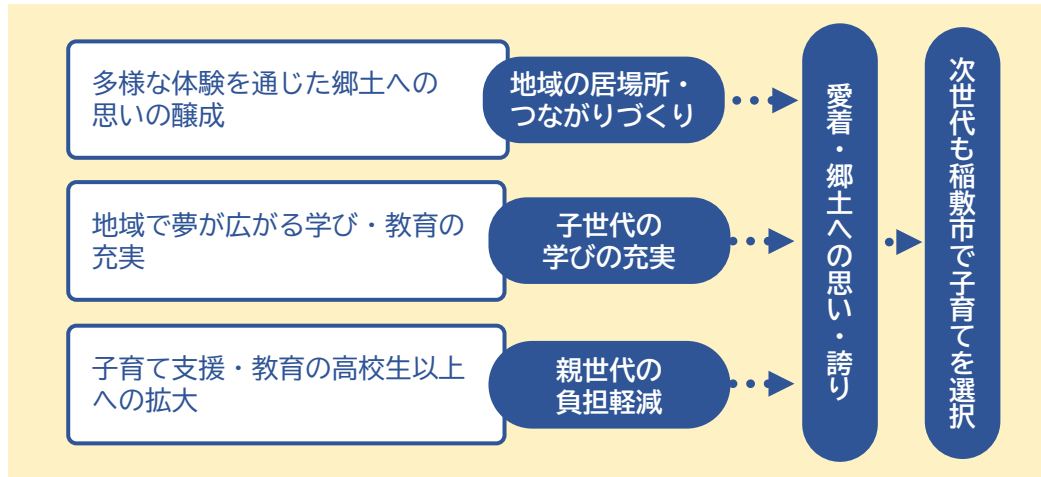 多様な体験を通じた郷土への
思いの醸成
地域の居場所・
つながりづくり
地域で夢が広がる学び・教育の
充実
子世代の
学びの充実
子育て支援・教育の高校生以上
への拡大
親世代の
負担軽減
愛着・郷土への思い・誇り
次世代も稲敷市で子育てを選択